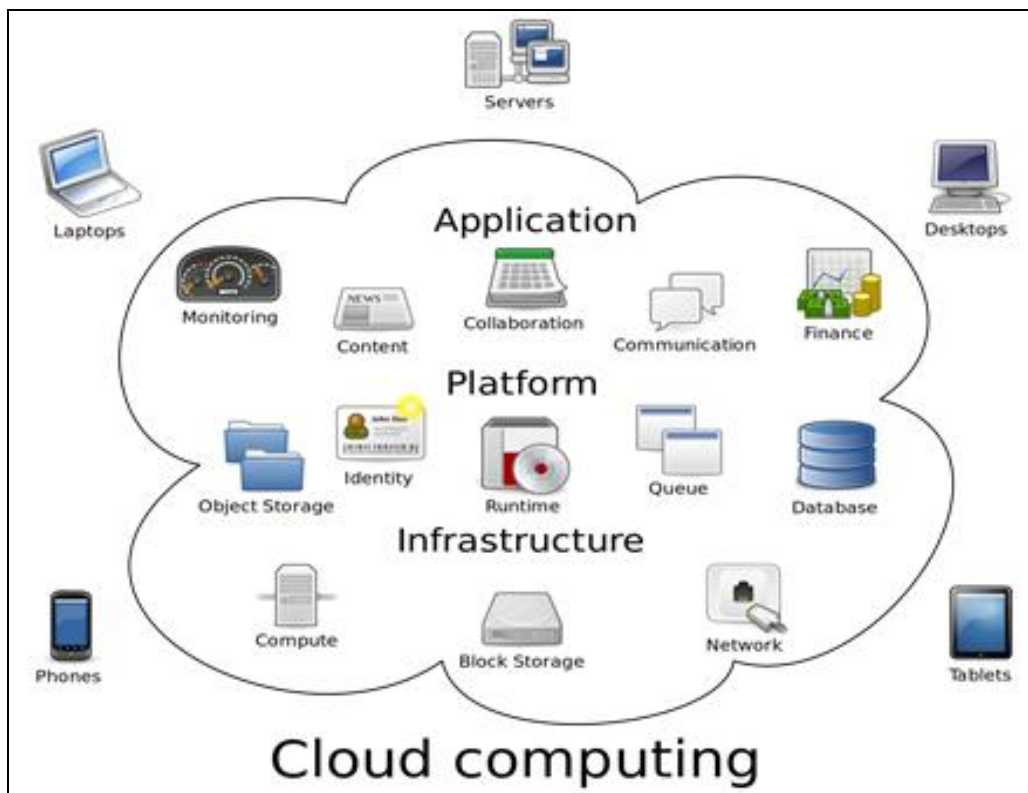 Servers
Laptops
Desktops
Application
Monitoring
NEWS
Content
Collaboration
Communication
Finance
Platform
Object Storage
Identity
Runtime
Queue
Database
Infrastructure
Compute
Block Storage
Network
Phones
Tablets
Cloud computing